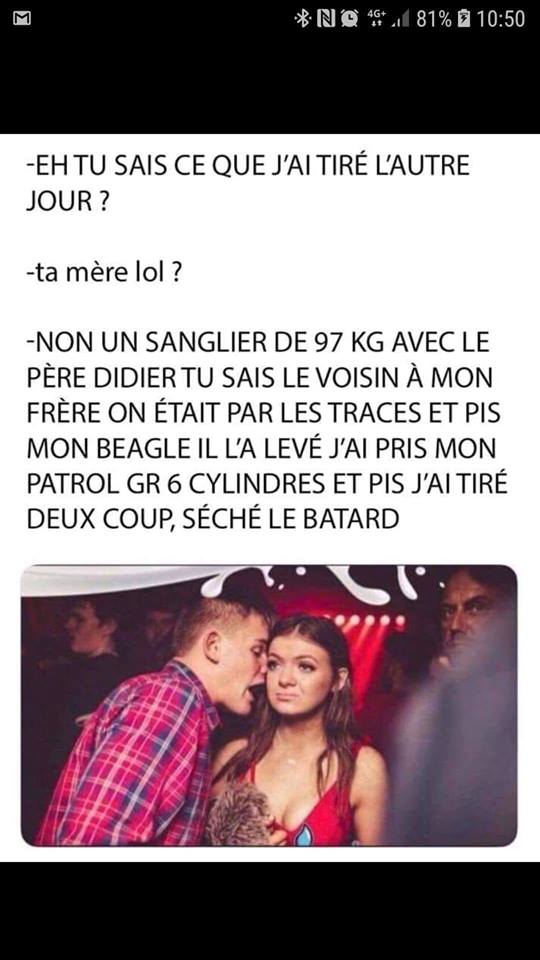 4G+ 81% 10:50
-EH TU SAIS CE QUE J'AI TIRÉ L'AUTRE
JOUR ?
-ta mère lol ?
-NON UN SANGLIER DE 97 KG AVEC LE
PÈRE DIDIER TU SAIS LE VOISIN À MON
FRÈRE ON ÉTAIT PAR LES TRACES ET PIS
MON BEAGLE IL L'A LEVÉ J'AI PRIS MON
PATROL GR 6 CYLINDRES ET PIS J'AI TIRÉ
DEUX COUP, SÉCHÉ LE BATARD